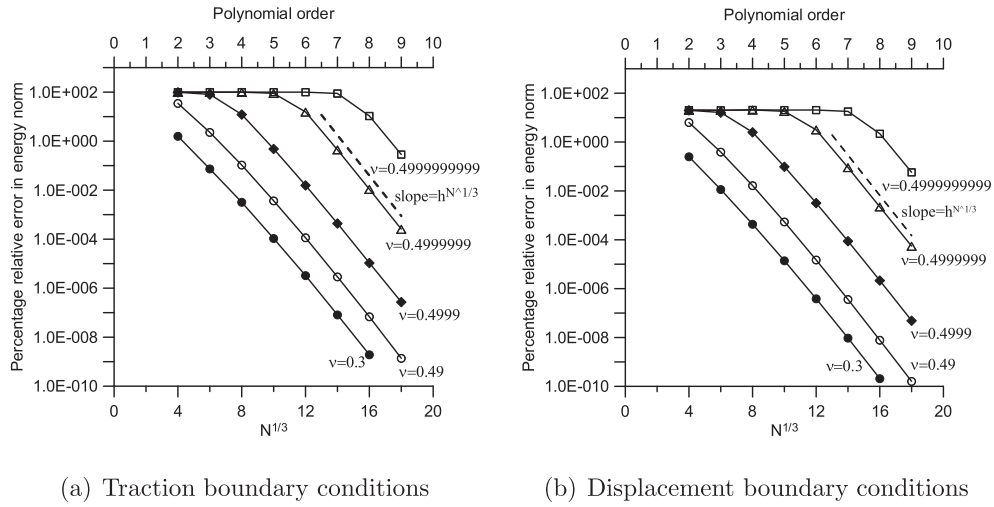 Polynomial order
0 1 2 3 4 5 6 7 8 9 10
Percentage relative error in energy norm
1.0E+002
1.0E+000
1.0E-002
1.0E-004
1.0E-006
1.0E-008
1.0E-010
ν=0.4999999999
slope=h^N^1/3
ν=0.4999999
ν=0.4999
ν=0.3
ν=0.49
0 4 8 12 16 20
N^1/3
(a) Traction boundary conditions
Polynomial order
0 1 2 3 4 5 6 7 8 9 10
Percentage relative error in energy norm
1.0E+002
1.0E+000
1.0E-002
1.0E-004
1.0E-006
1.0E-008
1.0E-010
ν=0.4999999999
slope=h^N^1/3
ν=0.4999999
ν=0.4999
ν=0.3
ν=0.49
0 4 8 12 16 20
N^1/3
(b) Displacement boundary conditions